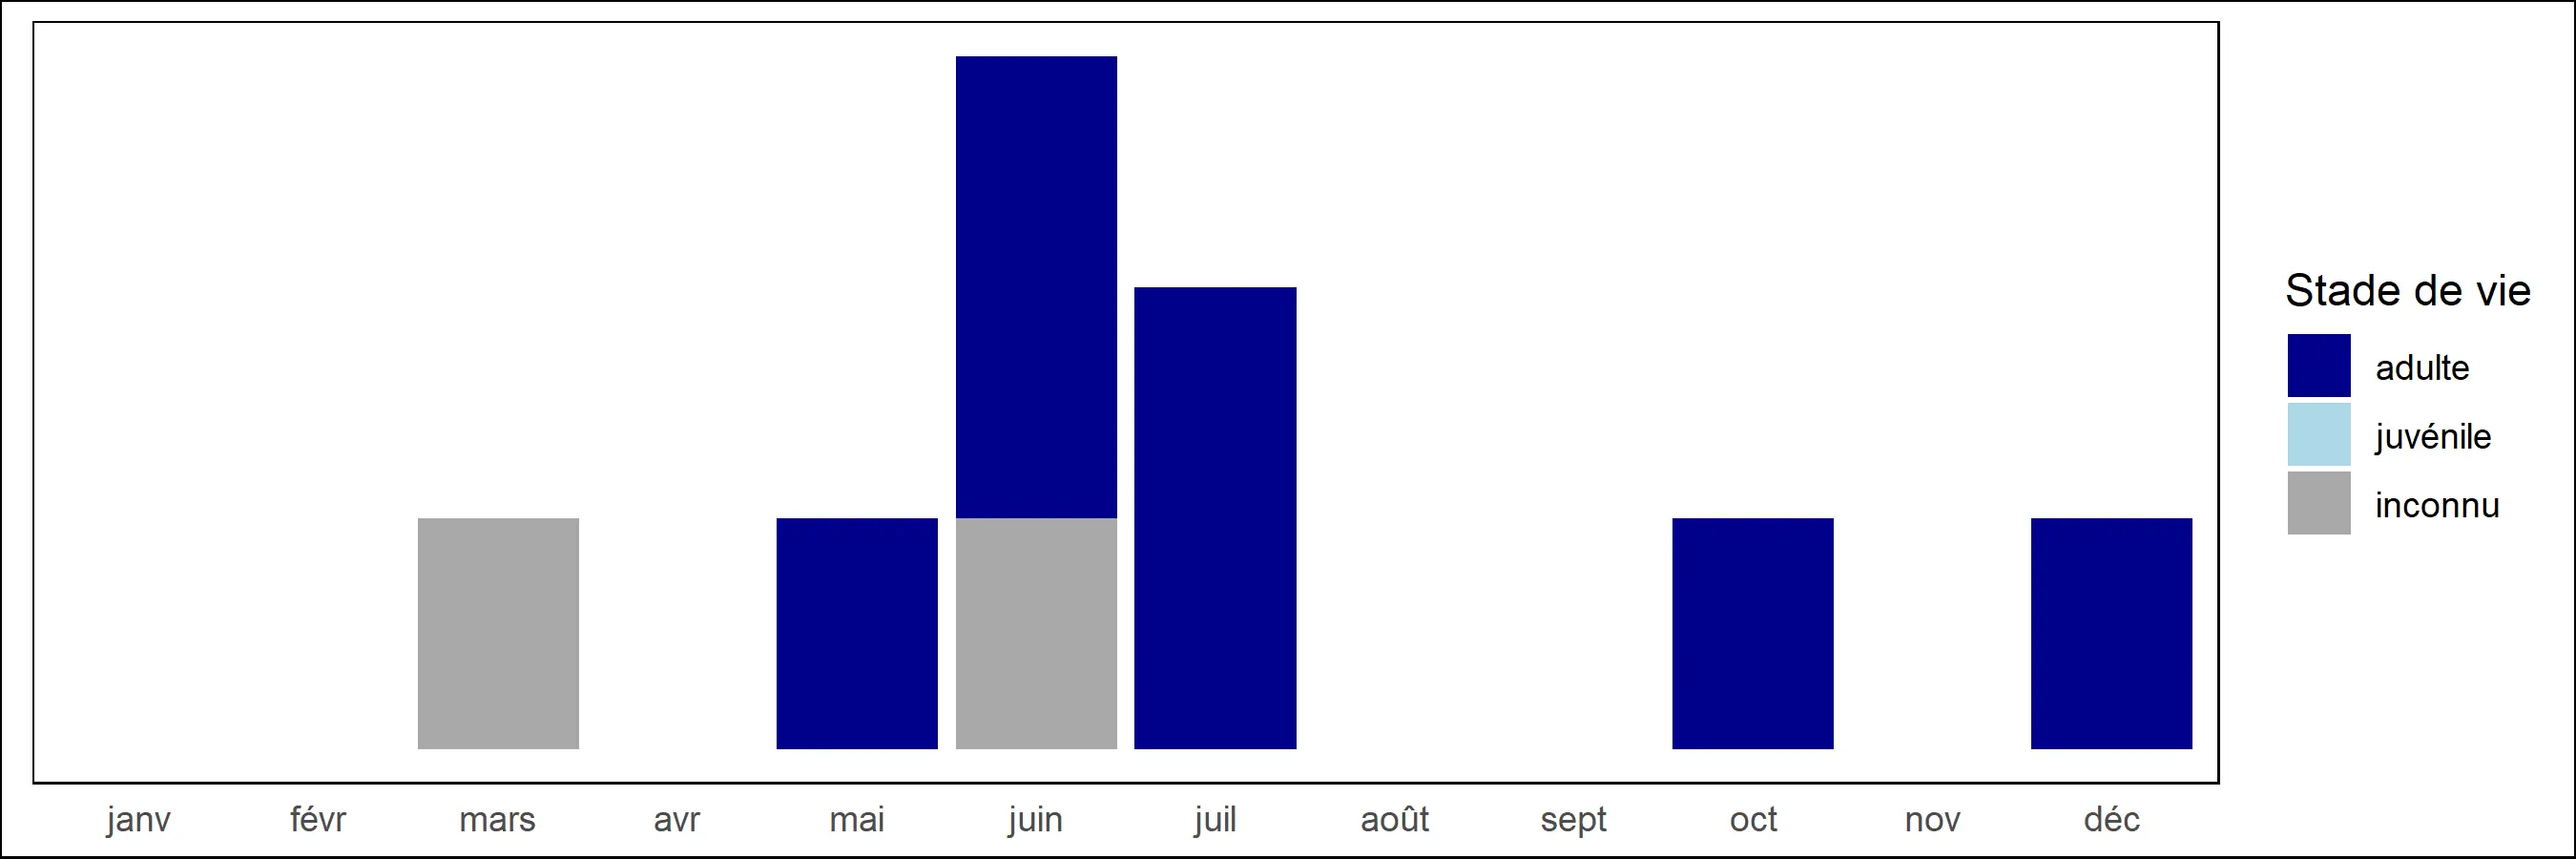 Stade de vie
adulte
juvénile
inconnu
janv févr mars avr mai juin juil août sept oct nov déc